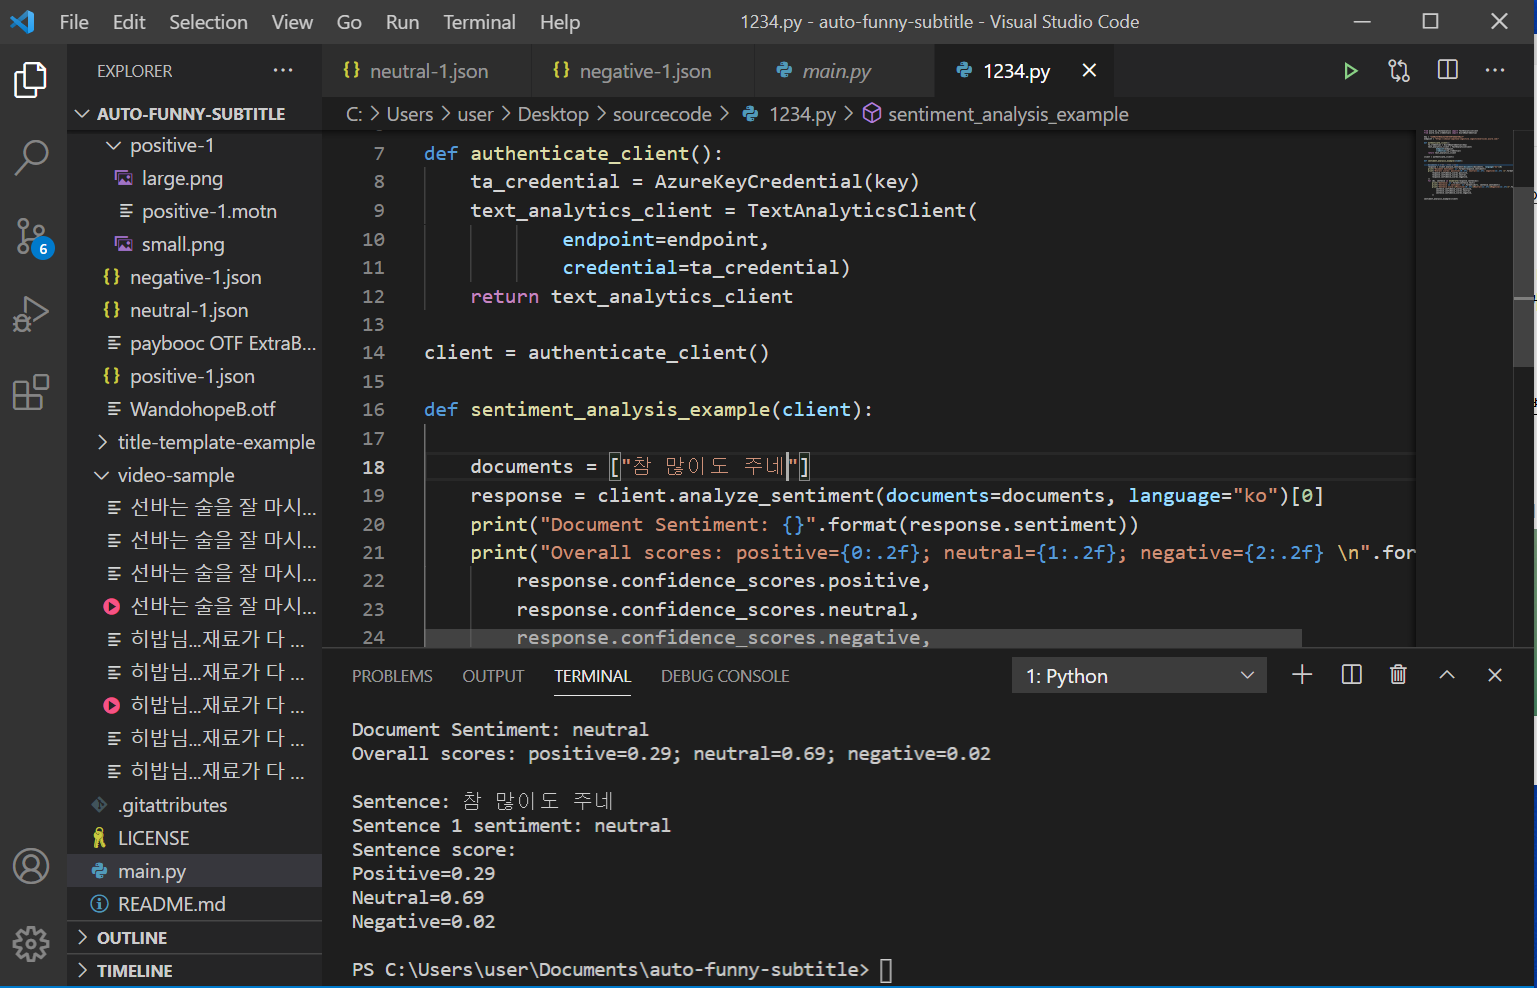 File Edit Selection View Go Run Terminal Help 1234.py - auto-funny-subtitle - Visual Studio Code
EXPLORER ...
{} neutral-1.json {} negative-1.json main.py 1234.py
C: > Users > user > Desktop > sourcecode > 1234.py > sentiment_analysis_example
AUTO-FUNNY-SUBTITLE
positive-1
large.png
positive-1.motn
small.png
{} negative-1.json
{} neutral-1.json
paybooc OTF ExtraB...
{} positive-1.json
WandohopeB.otf
title-template-example
video-sample
선바는 술을 잘 마시...
선바는 술을 잘 마시...
선바는 술을 잘 마시...
선바는 술을 잘 마시...
히밥님...재료가 다 ...
히밥님...재료가 다 ...
히밥님...재료가 다 ...
히밥님...재료가 다 ...
히밥님...재료가 다 ...
.gitattributes
LICENSE
main.py
README.md
OUTLINE
TIMELINE
6
7 def authenticate_client():
8 ta_credential = AzureKeyCredential(key)
9 text_analytics_client = TextAnalyticsClient(
10 endpoint=endpoint,
11 credential=ta_credential)
12 return text_analytics_client
13
14 client = authenticate_client()
15
16 def sentiment_analysis_example(client):
17
18 documents = ["참 많이도 주네"]
19 response = client.analyze_sentiment(documents=documents, language="ko")[0]
20 print("Document Sentiment: {}".format(response.sentiment))
21 print("Overall scores: positive={0:.2f}; neutral={1:.2f}; negative={2:.2f} \n".for
22 response.confidence_scores.positive,
23 response.confidence_scores.neutral,
24 response.confidence_scores.negative,
PROBLEMS OUTPUT TERMINAL DEBUG CONSOLE 1: Python
Document Sentiment: neutral
Overall scores: positive=0.29; neutral=0.69; negative=0.02
Sentence: 참 많이도 주네
Sentence 1 sentiment: neutral
Sentence score:
Positive=0.29
Neutral=0.69
Negative=0.02
PS C:\Users\user\Documents\auto-funny-subtitle>